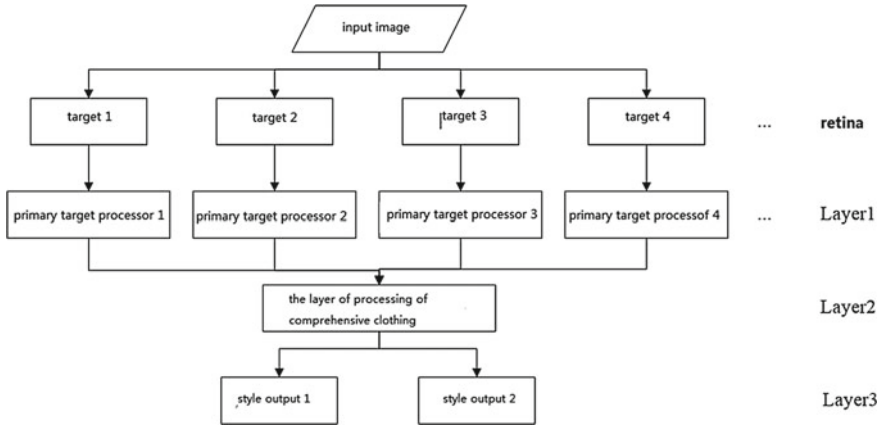 input image
target 1
target 2
target 3
target 4
...
retina
primary target processor 1
primary target processor 2
primary target processor 3
primary target processof 4
...
Layer1
the layer of processing of
comprehensive clothing
Layer2
style output 1
style output 2
Layer3